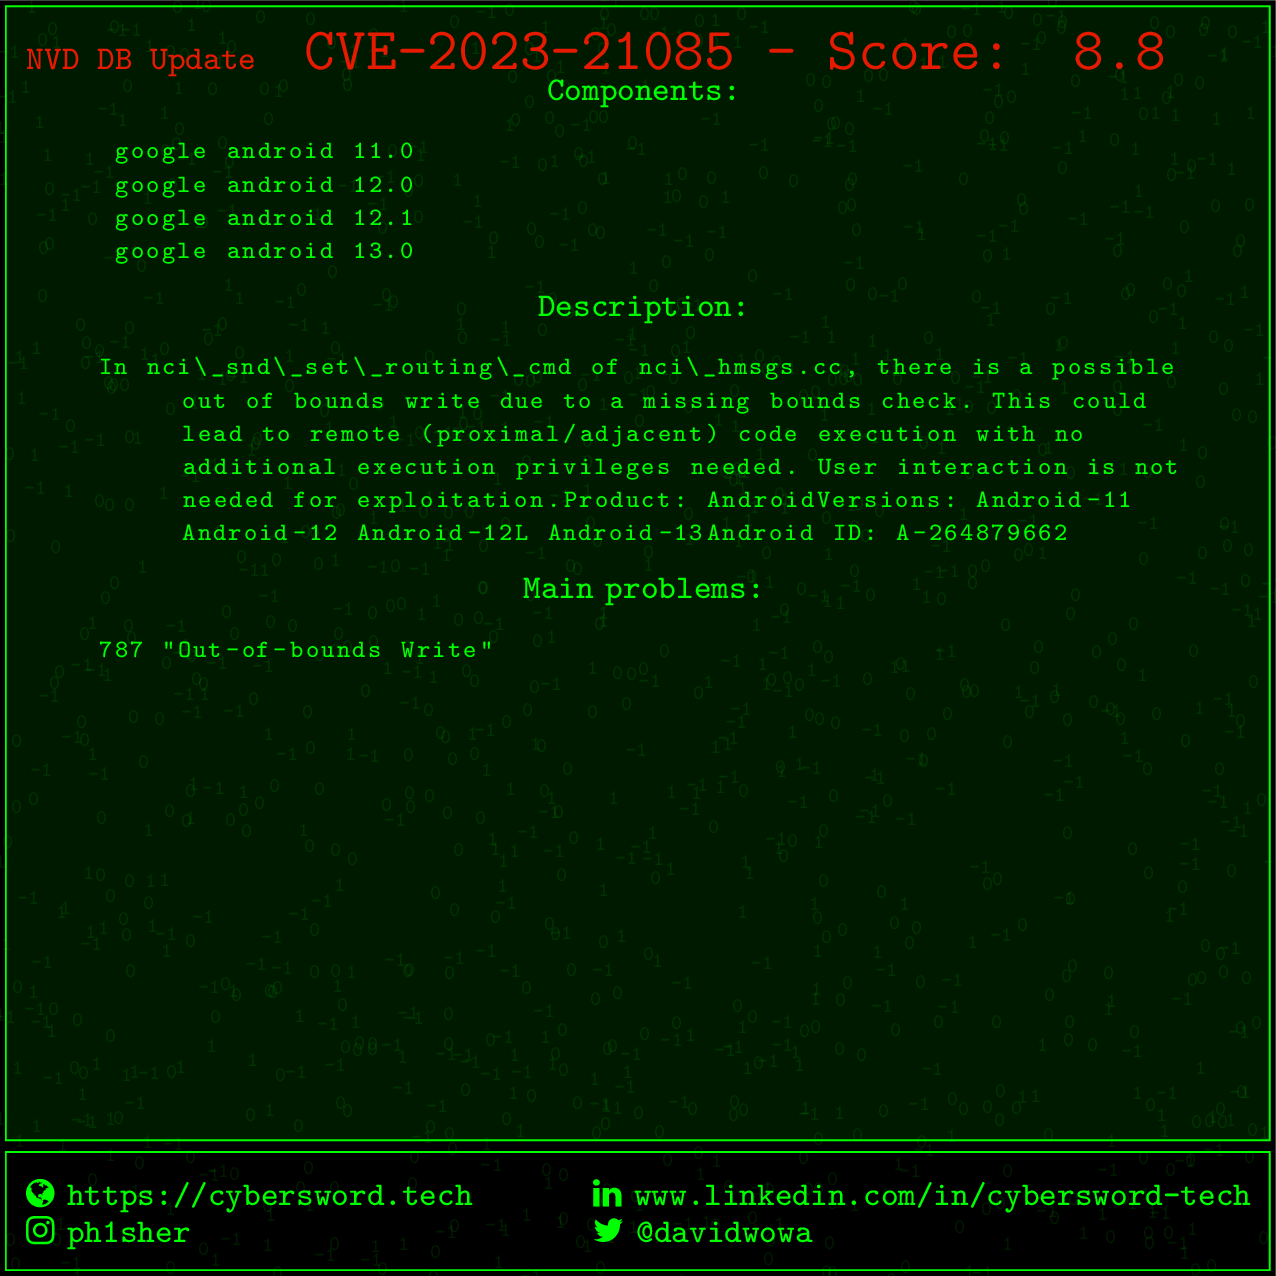 NVD DB Update CVE-2023-21085 - Score: 8.8
Components:
google android 11.0
google android 12.0
google android 12.1
google android 13.0
Description:
In nci\_snd\_set\_routing\_cmd of nci\_hmsgs.cc, there is a possible
out of bounds write due to a missing bounds check. This could
lead to remote (proximal/adjacent) code execution with no
additional execution privileges needed. User interaction is not
needed for exploitation.Product: AndroidVersions: Android-11
Android-12 Android-12L Android-13Android ID: A-264879662
Main problems:
787 "Out-of-bounds Write"
https://cybersword.tech
www.linkedin.com/in/cybersword-tech
ph1sher
@davidwowa